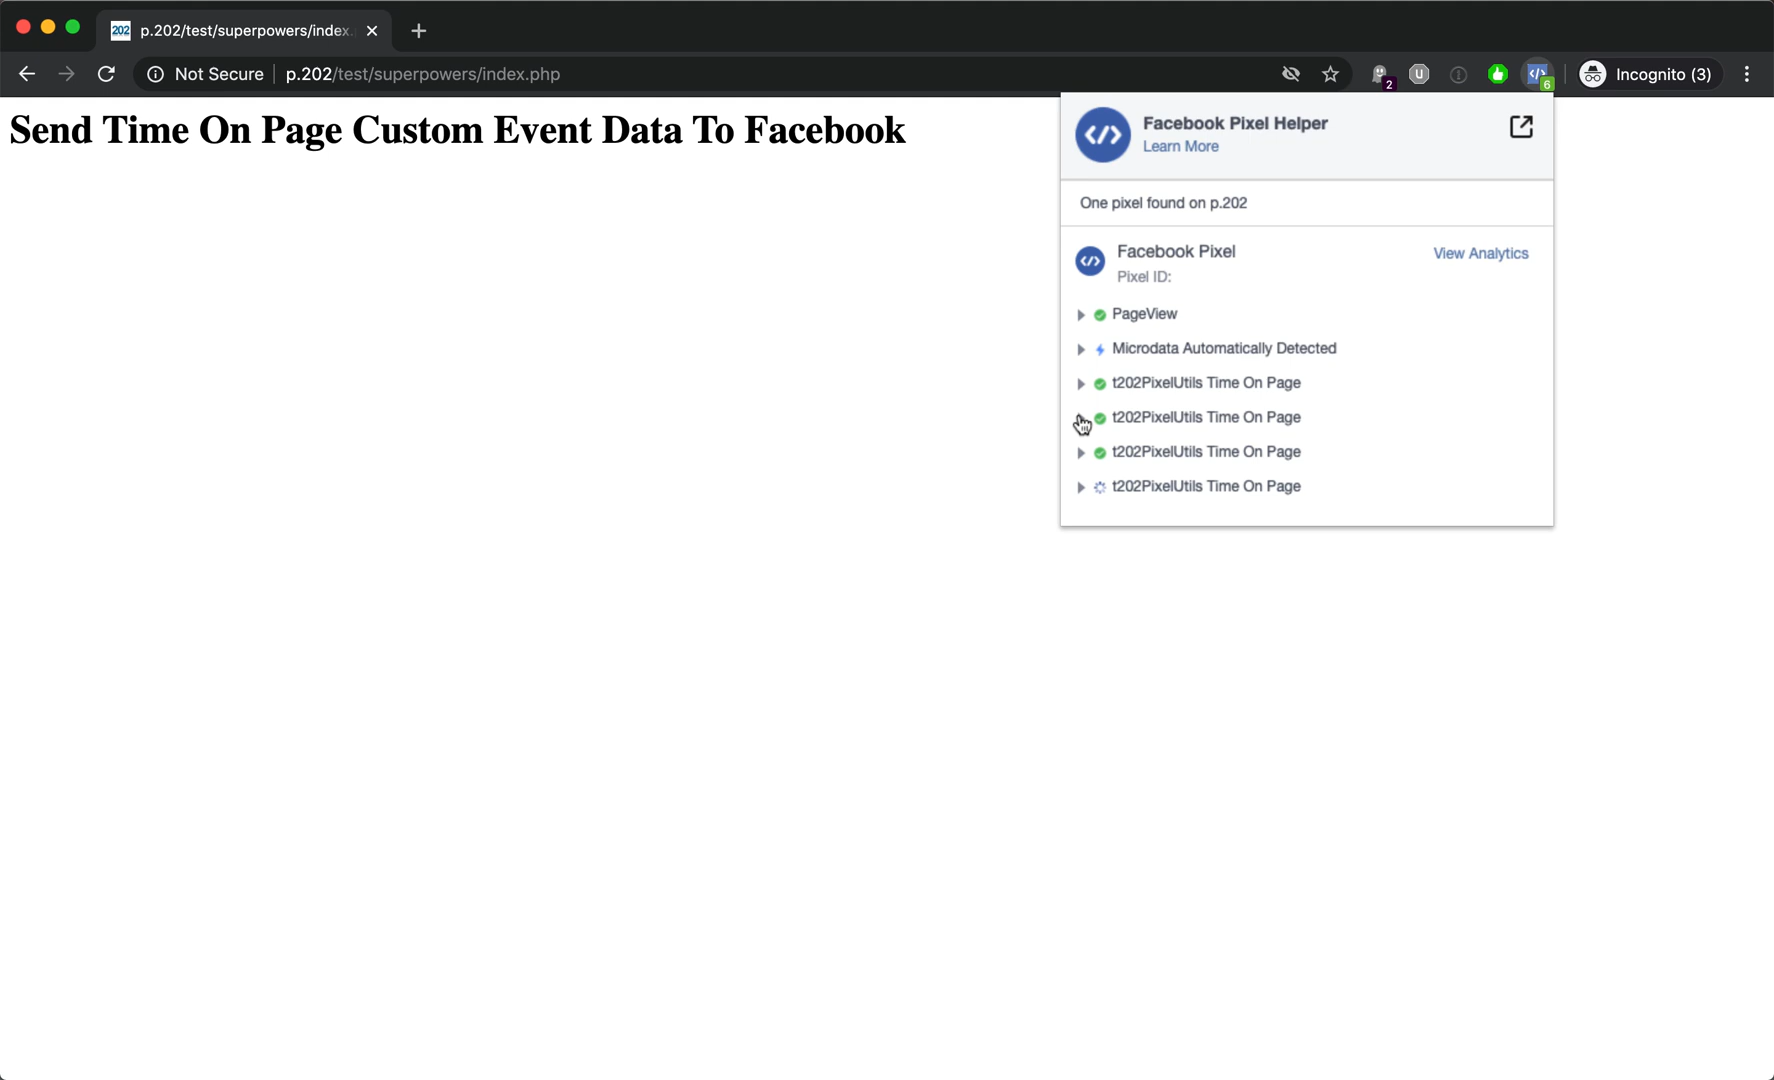 202 p.202/test/superpowers/index.
Not Secure p.202/test/superpowers/index.php 2 U 6 Incognito (3)
Send Time On Page Custom Event Data To Facebook
Facebook Pixel Helper
Learn More
One pixel found on p.202
Facebook Pixel View Analytics
Pixel ID:
PageView
Microdata Automatically Detected
t202PixelUtils Time On Page
t202PixelUtils Time On Page
t202PixelUtils Time On Page
t202PixelUtils Time On Page